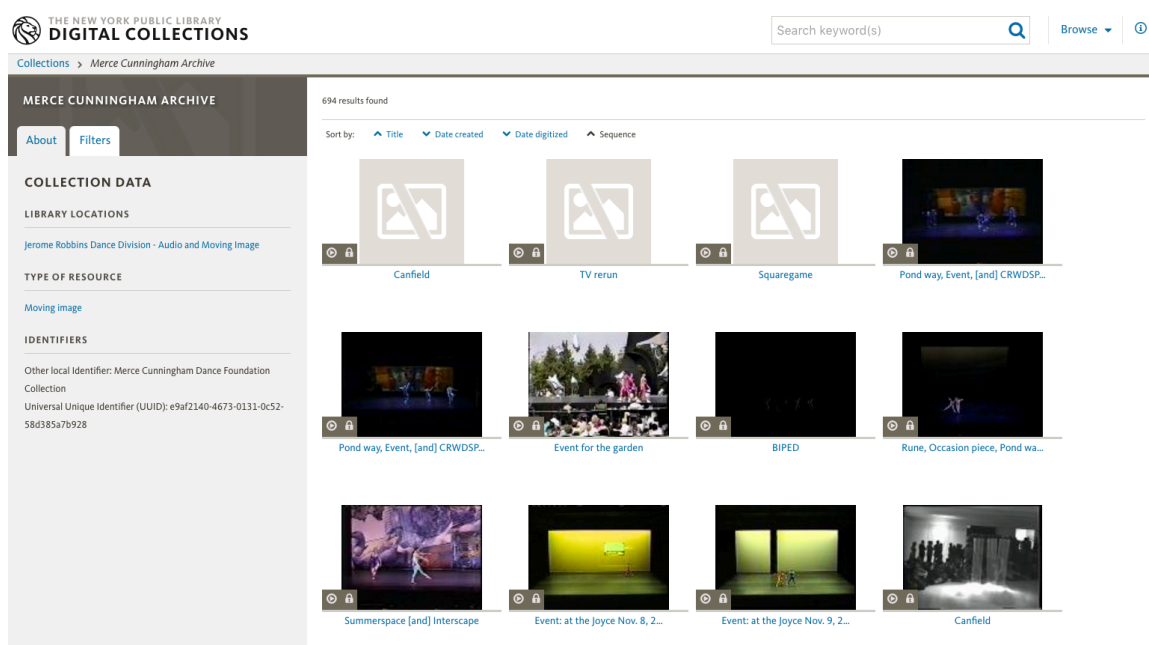 THE NEW YORK PUBLIC LIBRARY
DIGITAL COLLECTIONS
Search keyword(s)
Browse
Collections > Merce Cunningham Archive
MERCE CUNNINGHAM ARCHIVE
About
Filters
COLLECTION DATA
LIBRARY LOCATIONS
Jerome Robbins Dance Division - Audio and Moving Image
TYPE OF RESOURCE
Moving image
IDENTIFIERS
Other local Identifier: Merce Cunningham Dance Foundation
Collection
Universal Unique Identifier (UUID): e9af2140-4673-0131-0c52-
58d385a7b928
694 results found
Sort by: Title Date created Date digitized Sequence
Canfield
TV rerun
Squaregame
Pond way, Event, [and] CRWDSP...
Pond way, Event, [and] CRWDSP...
Event for the garden
BIPED
Rune, Occasion piece, Pond wa...
Summerspace [and] Interscape
Event: at the Joyce Nov. 8, 2...
Event: at the Joyce Nov. 9, 2...
Canfield